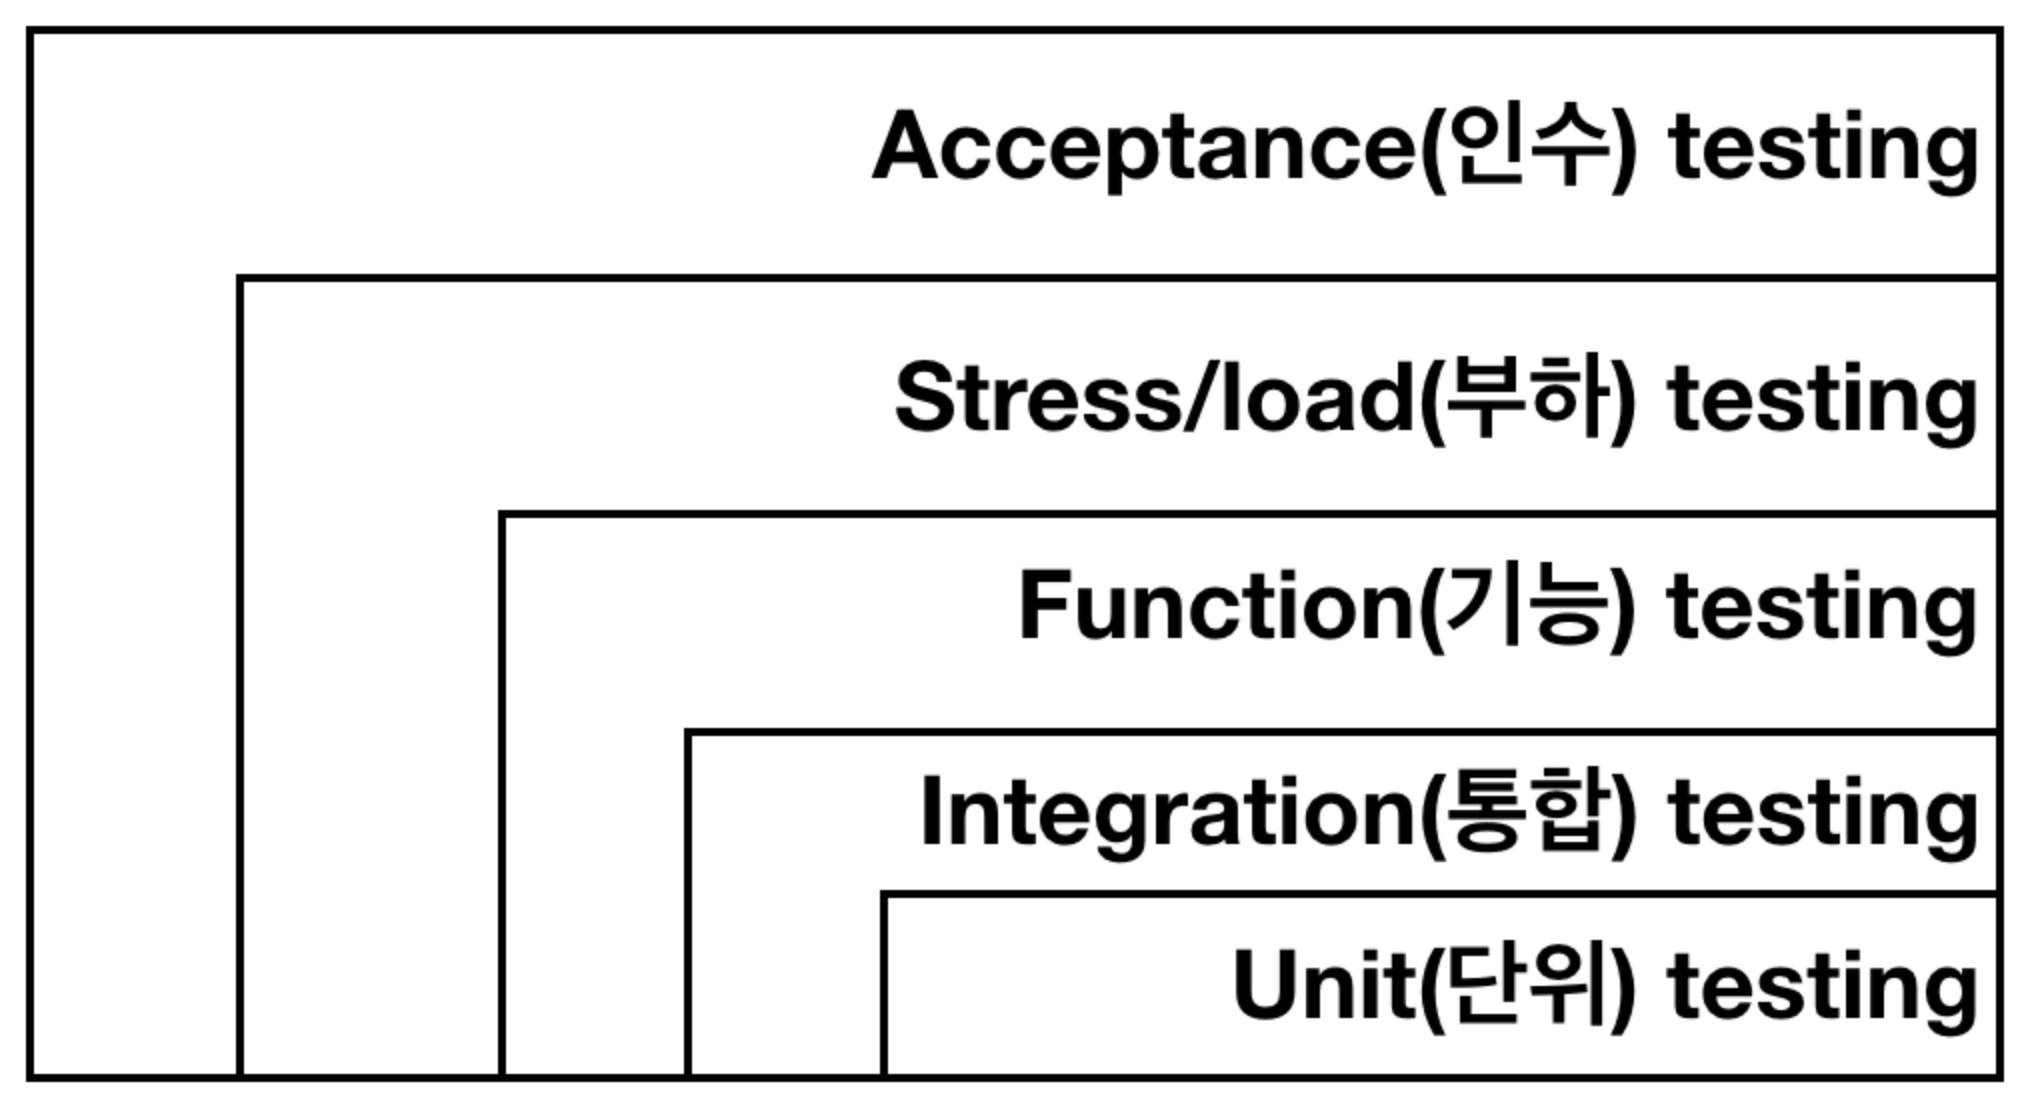 Acceptance(인수) testing
Stress/load(부하) testing
Function(기능) testing
Integration(통합) testing
Unit(단위) testing